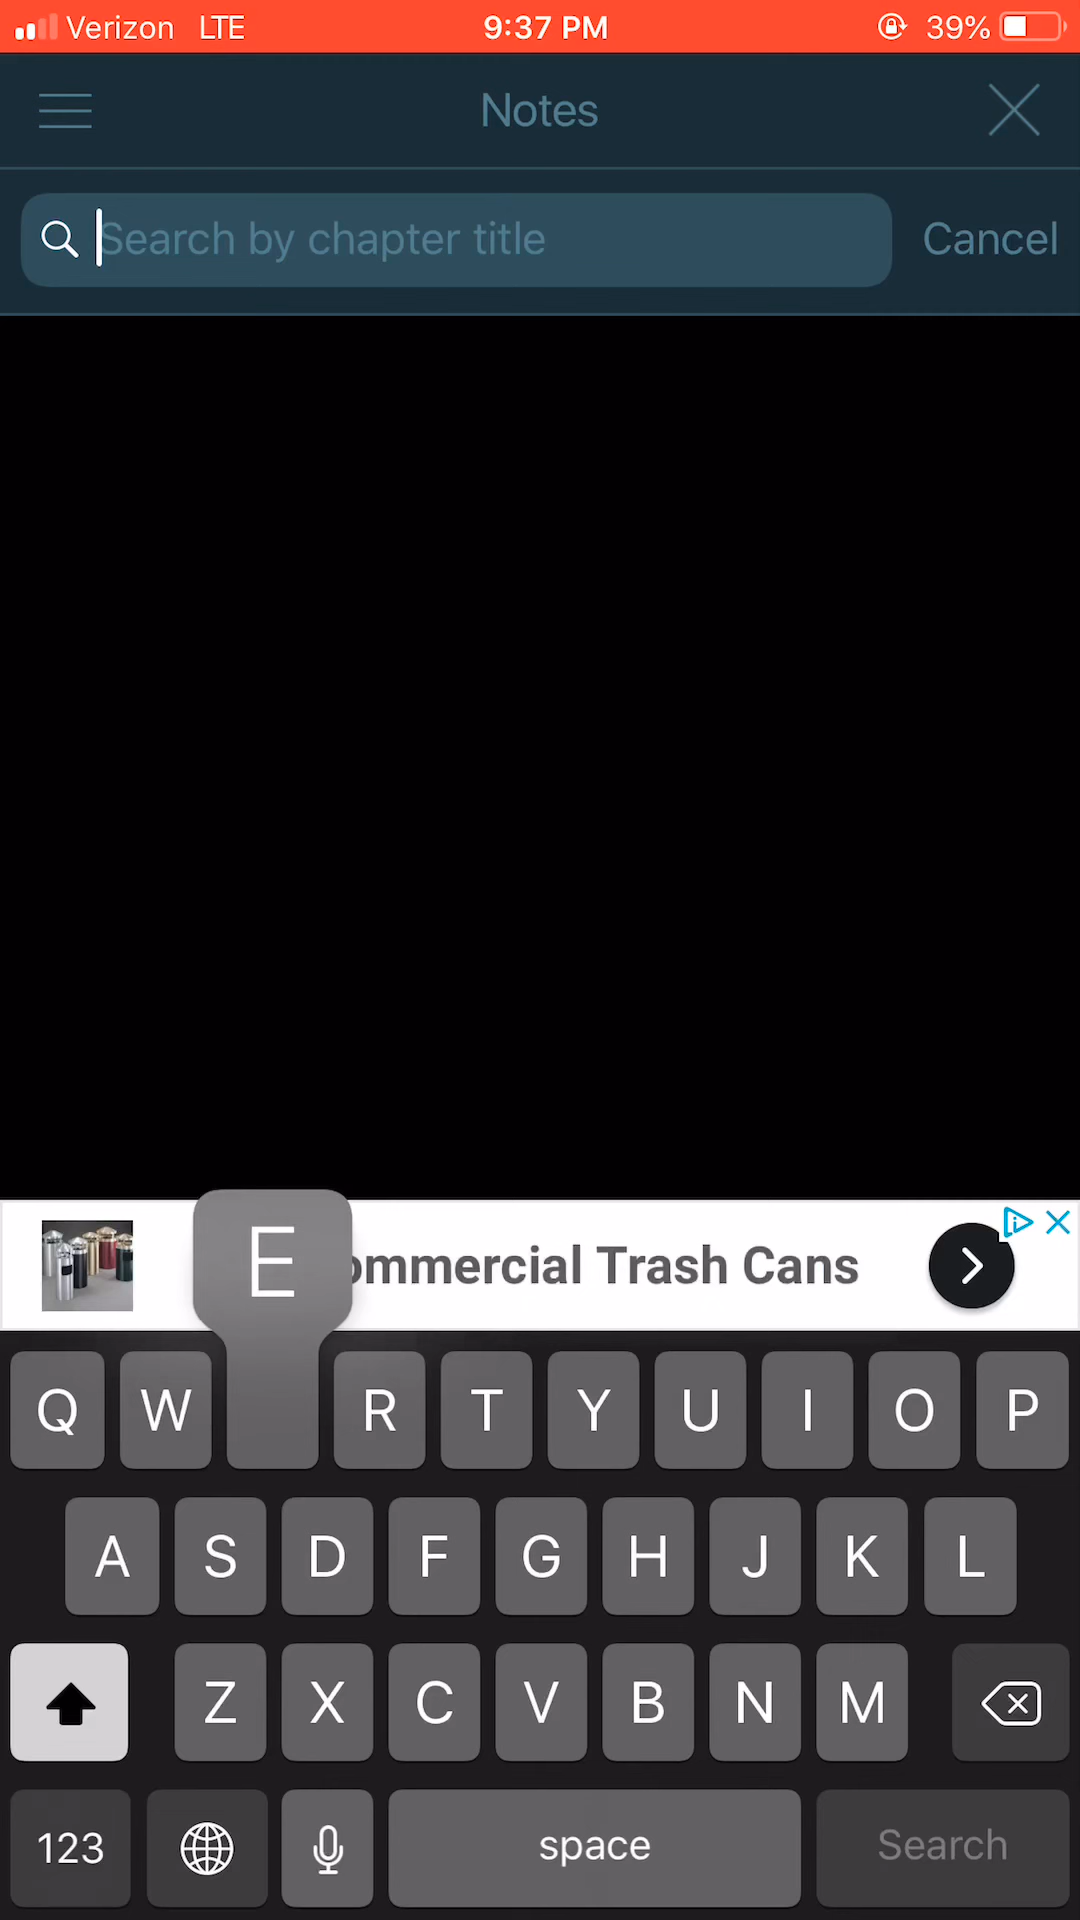 Verizon LTE 9:37 PM 39%
Notes
Search by chapter title Cancel
ommercial Trash Cans
E
Q W R T Y U I O P
A S D F G H J K L
Z X C V B N M
123 space Search